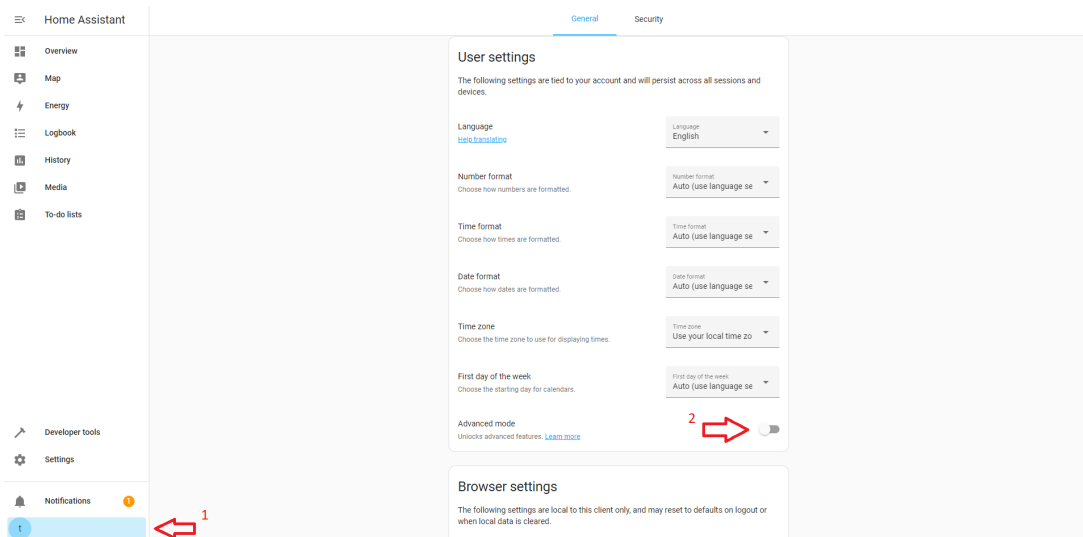 Home Assistant
Overview
Map
Energy
Logbook
History
Media
To-do lists
Developer tools
Settings
Notifications
1
t
1
General
Security
User settings
The following settings are tied to your account and will persist across all sessions and
devices.
Language
Help translating
Language
English
Number format
Choose how numbers are formatted.
Number format
Auto (use language se
Time format
Choose how times are formatted.
Time format
Auto (use language se
Date format
Choose how dates are formatted.
Date format
Auto (use language se
Time zone
Choose the time zone to use for displaying times.
Time zone
Use your local time zo
First day of the week
Choose the starting day for calendars.
First day of the week
Auto (use language se
Advanced mode
Unlocks advanced features. Learn more
2
Browser settings
The following settings are local to this client only, and may reset to defaults on logout or
when local data is cleared.